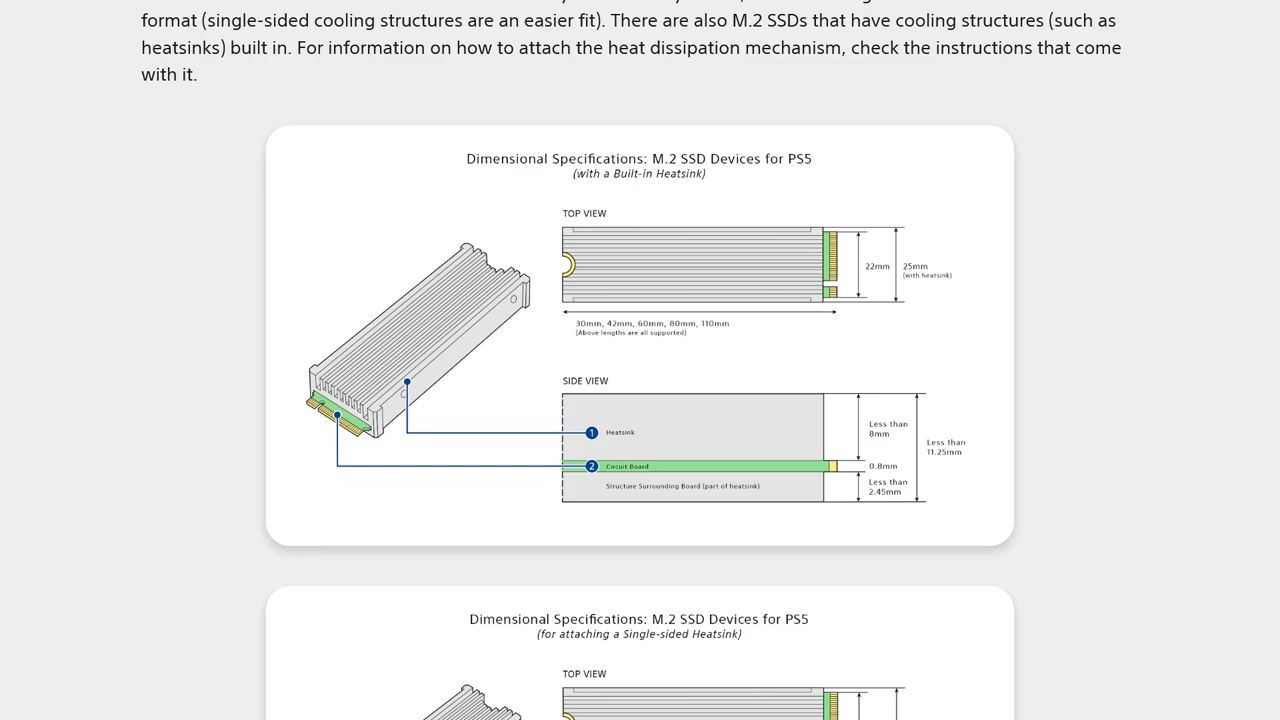 format (single-sided cooling structures are an easier fit). There are also M.2 SSDs that have cooling structures (such as
heatsinks) built in. For information on how to attach the heat dissipation mechanism, check the instructions that come
with it.
Dimensional Specifications: M.2 SSD Devices for PS5
(with a Built-in Heatsink)
TOP VIEW
22mm
25mm
(with heatsink)
30mm, 42mm, 60mm, 80mm, 110mm
(Above lengths are all supported)
SIDE VIEW
1 Heatsink
2 Circuit Board
Structure Surrounding Board (part of heatsink)
Less than
8mm
0.8mm
Less than
2.45mm
Less than
11.25mm
Dimensional Specifications: M.2 SSD Devices for PS5
(for attaching a Single-sided Heatsink)
TOP VIEW